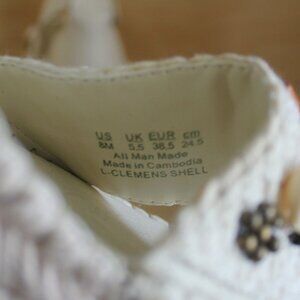 US UK EUR cm
8M 5.5 38.5 24.5
All Man Made
Made in Cambodia
L-CLEMENS SHELL